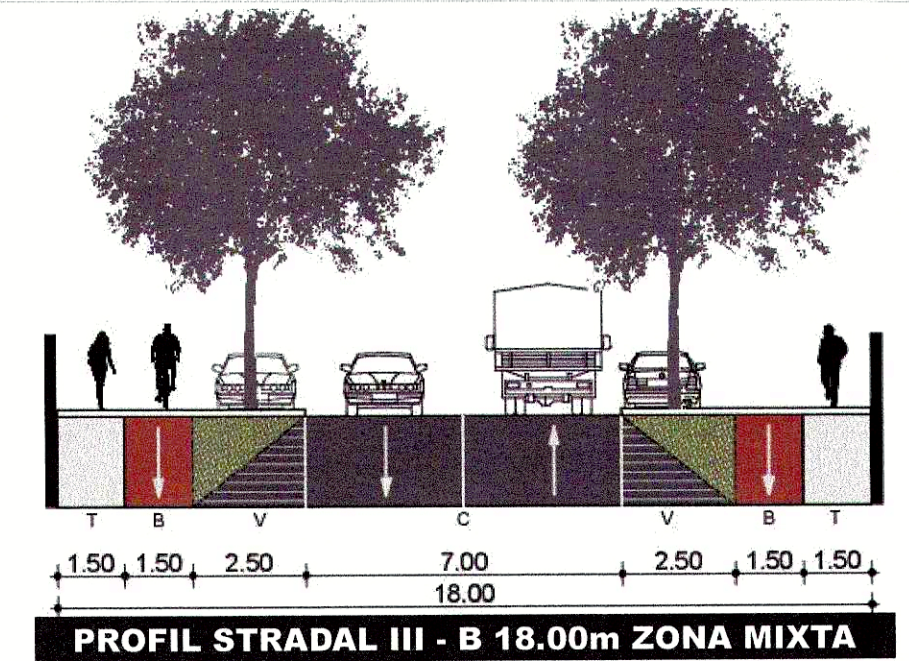 T B V C V B T
1.50 1.50 2.50 7.00 2.50 1.50 1.50
18.00
PROFIL STRADAL III - B 18.00m ZONA MIXTA